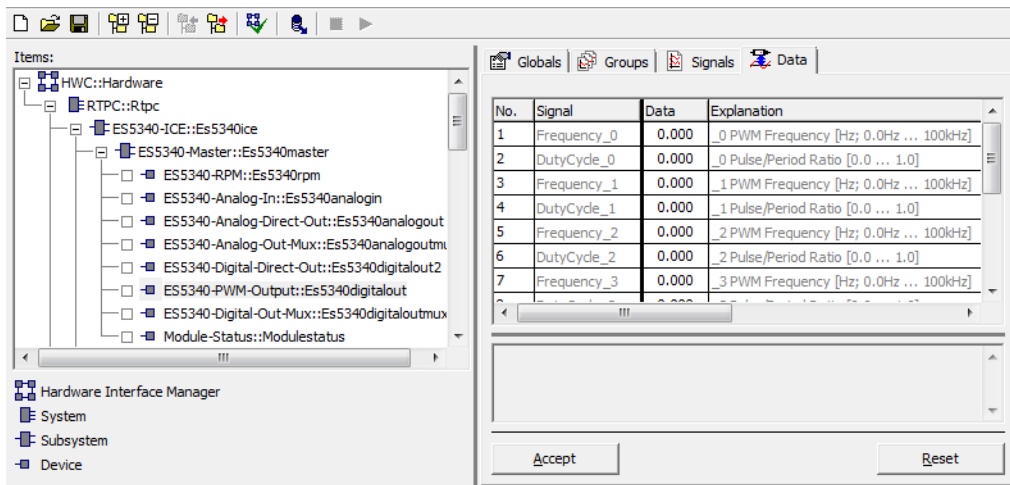 Items:
HWC::Hardware
RTPC::Rtpc
ES5340-ICE::Es5340ice
ES5340-Master::Es5340master
ES5340-RPM::Es5340rpm
ES5340-Analog-In::Es5340analogin
ES5340-Analog-Direct-Out::Es5340analogout
ES5340-Analog-Out-Mux::Es5340analogoutmu
ES5340-Digital-Direct-Out::Es5340digitalout2
ES5340-PWM-Output::Es5340digitalout
ES5340-Digital-Out-Mux::Es5340digitaloutmux
Module-Status::Modulestatus
Hardware Interface Manager
System
Subsystem
Device
Globals Groups Signals Data
No. Signal Data Explanation
1 Frequency_0 0.000 _0 PWM Frequency [Hz; 0.0Hz ... 100kHz]
2 DutyCycle_0 0.000 _0 Pulse/Period Ratio [0.0 ... 1.0]
3 Frequency_1 0.000 _1 PWM Frequency [Hz; 0.0Hz ... 100kHz]
4 DutyCycle_1 0.000 _1 Pulse/Period Ratio [0.0 ... 1.0]
5 Frequency_2 0.000 _2 PWM Frequency [Hz; 0.0Hz ... 100kHz]
6 DutyCycle_2 0.000 _2 Pulse/Period Ratio [0.0 ... 1.0]
7 Frequency_3 0.000 _3 PWM Frequency [Hz; 0.0Hz ... 100kHz]
Accept Reset